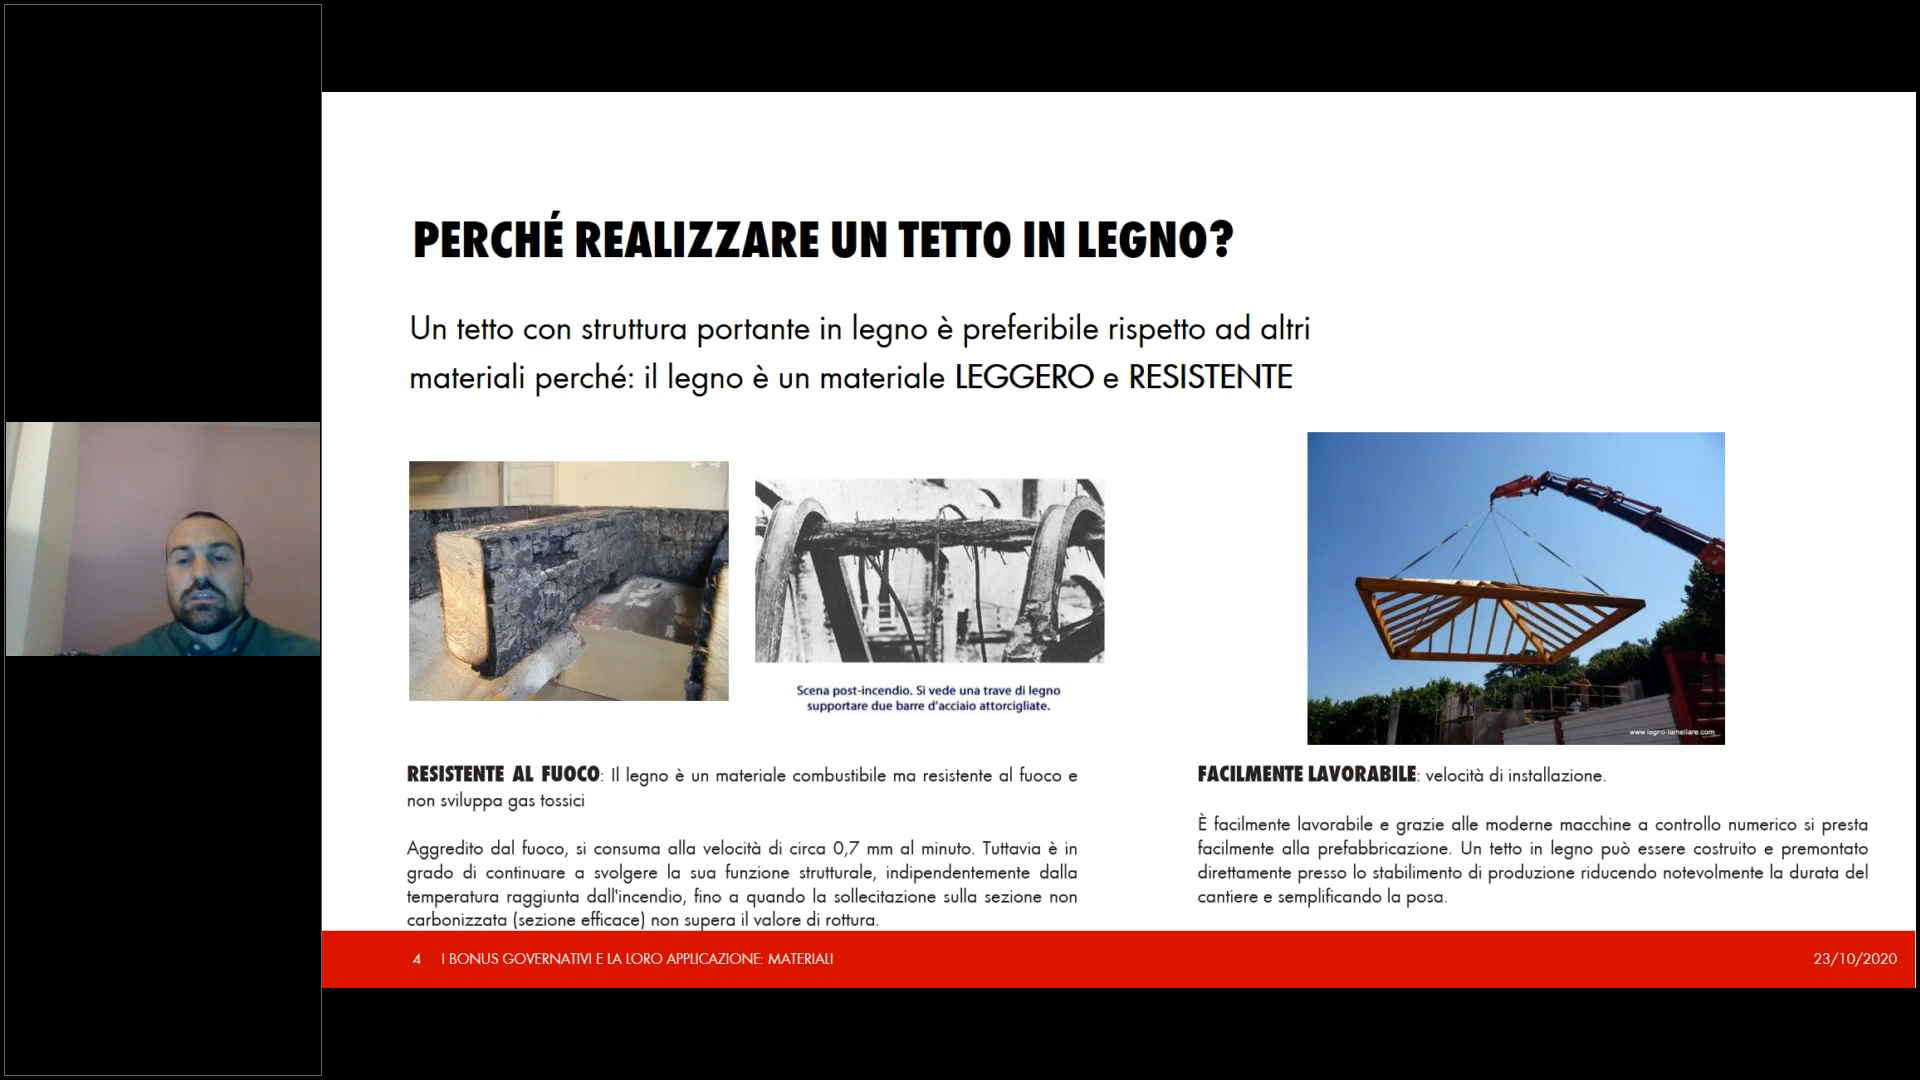 PERCHÉ REALIZZARE UN TETTO IN LEGNO?
Un tetto con struttura portante in legno è preferibile rispetto ad altri
materiali perché: il legno è un materiale LEGGERO e RESISTENTE
Scena post-incendio. Si vede una trave di legno
supportare due barre d'acciaio attorcigliate.
www.legno-lamellare.com
RESISTENTE AL FUOCO: Il legno è un materiale combustibile ma resistente al fuoco e
non sviluppa gas tossici
Aggredito dal fuoco, si consuma alla velocità di circa 0,7 mm al minuto. Tuttavia è in
grado di continuare a svolgere la sua funzione strutturale, indipendentemente dalla
temperatura raggiunta dall'incendio, fino a quando la sollecitazione sulla sezione non
carbonizzata (sezione efficace) non supera il valore di rottura.
FACILMENTE LAVORABILE: velocità di installazione.
È facilmente lavorabile e grazie alle moderne macchine a controllo numerico si presta
facilmente alla prefabbricazione. Un tetto in legno può essere costruito e premontato
direttamente presso lo stabilimento di produzione riducendo notevolmente la durata del
cantiere e semplificando la posa.
4 I BONUS GOVERNATIVI E LA LORO APPLICAZIONE: MATERIALI
23/10/2020